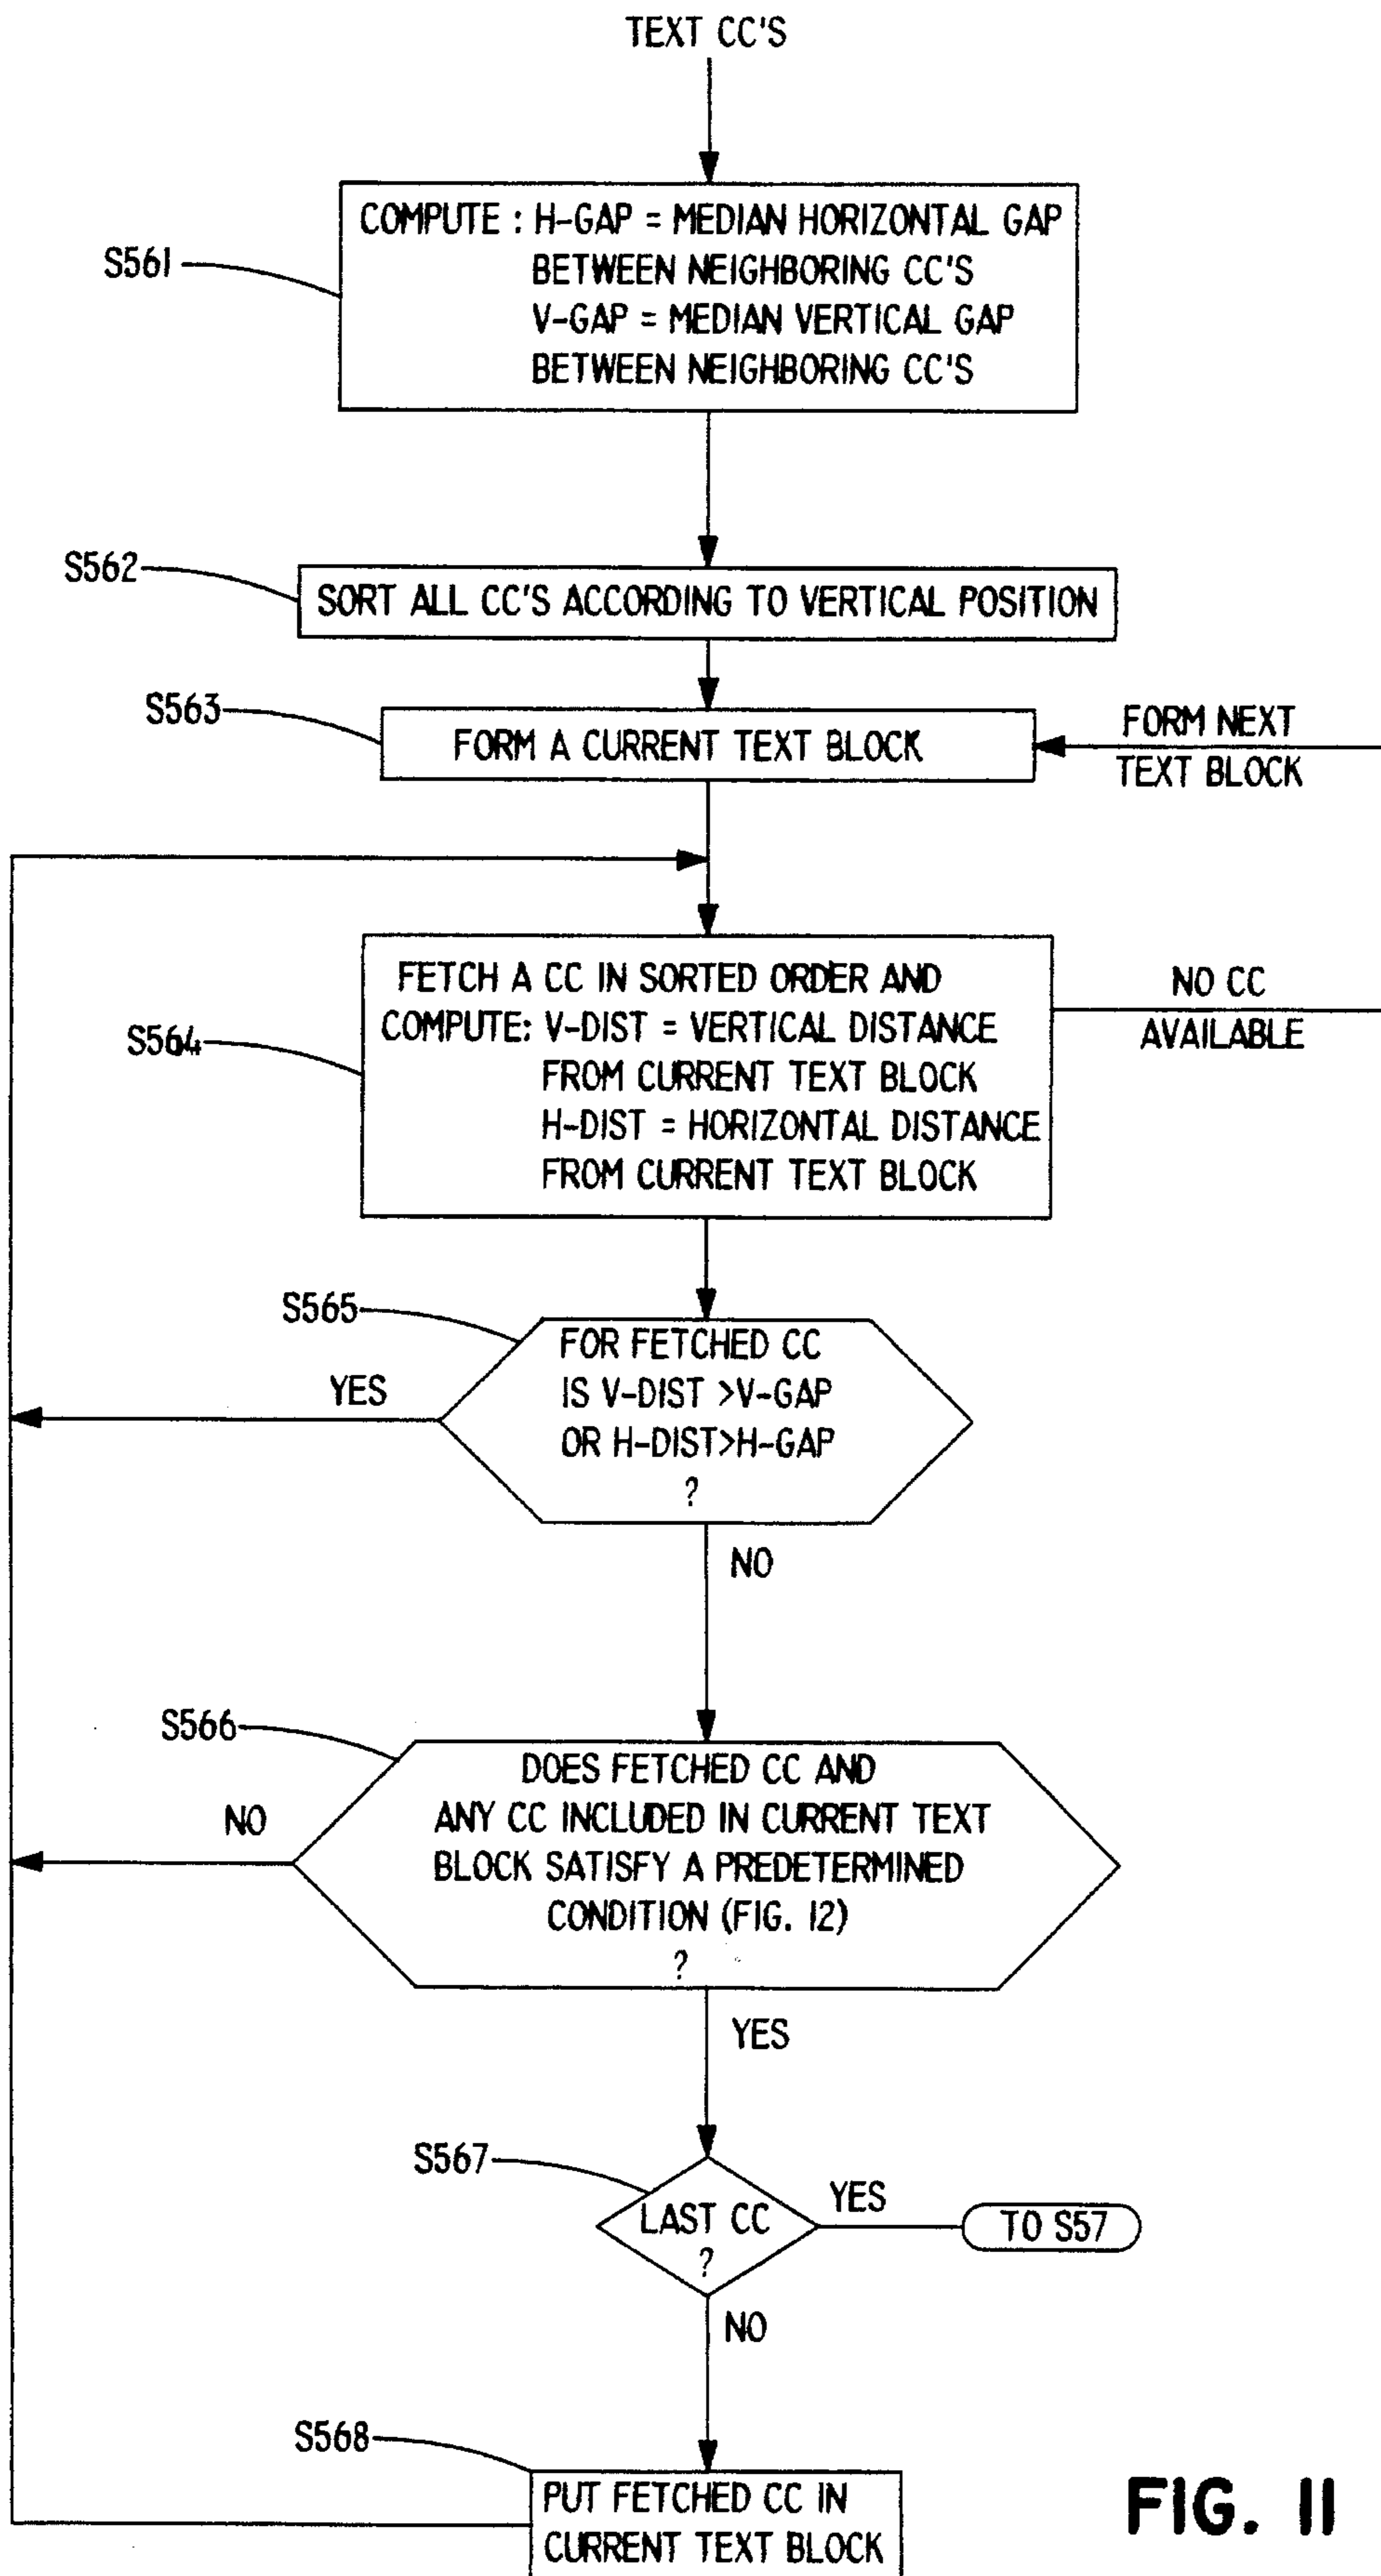 TEXT CC'S
S561
COMPUTE : H-GAP = MEDIAN HORIZONTAL GAP
BETWEEN NEIGHBORING CC'S
V-GAP = MEDIAN VERTICAL GAP
BETWEEN NEIGHBORING CC'S
S562
SORT ALL CC'S ACCORDING TO VERTICAL POSITION
S563
FORM A CURRENT TEXT BLOCK
FORM NEXT
TEXT BLOCK
S564
FETCH A CC IN SORTED ORDER AND
COMPUTE: V-DIST = VERTICAL DISTANCE
FROM CURRENT TEXT BLOCK
H-DIST = HORIZONTAL DISTANCE
FROM CURRENT TEXT BLOCK
NO CC
AVAILABLE
S565
FOR FETCHED CC
IS V-DIST >V-GAP
OR H-DIST>H-GAP
?
YES
NO
S566
DOES FETCHED CC AND
ANY CC INCLUDED IN CURRENT TEXT
BLOCK SATISFY A PREDETERMINED
CONDITION (FIG. 12)
?
NO
YES
S567
LAST CC
?
YES
TO S57
NO
S568
PUT FETCHED CC IN
CURRENT TEXT BLOCK
FIG. 11